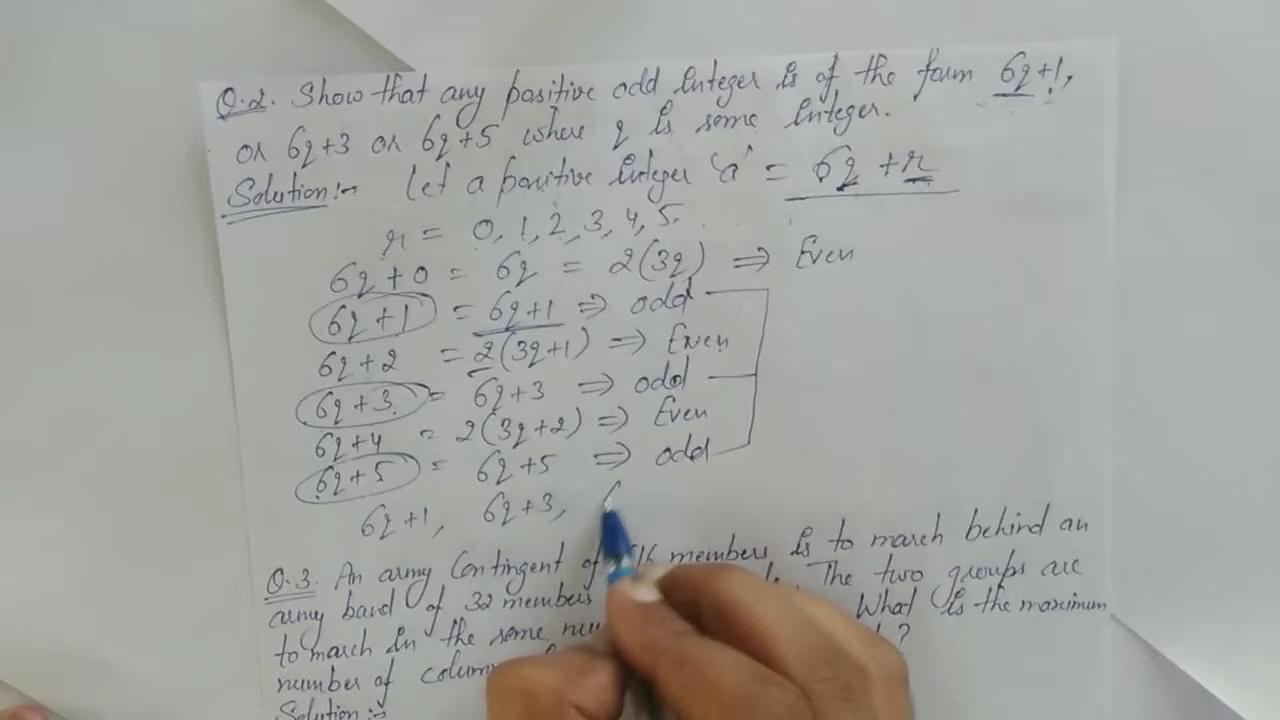 Q.2. Show that any positive odd integer is of the form 6q+1,
or 6q+3 or 6q+5 where q is some integer.
Solution:- Let a positive integer 'a' = 6q + r
r = 0, 1, 2, 3, 4, 5.
6q+0 = 6q = 2(3q) ⇒ Even
6q+1 = 6q+1 ⇒ odd
6q+2 = 2(3q+1) ⇒ Even
6q+3 = 6q+3 ⇒ odd
6q+4 = 2(3q+2) ⇒ Even
6q+5 = 6q+5 ⇒ odd
6q+1, 6q+3,
Q.3. An army Contingent of members is to march behind an
army band of 32 members The two groups are
to march in the same What is the maximum
number of ?
Solution:-